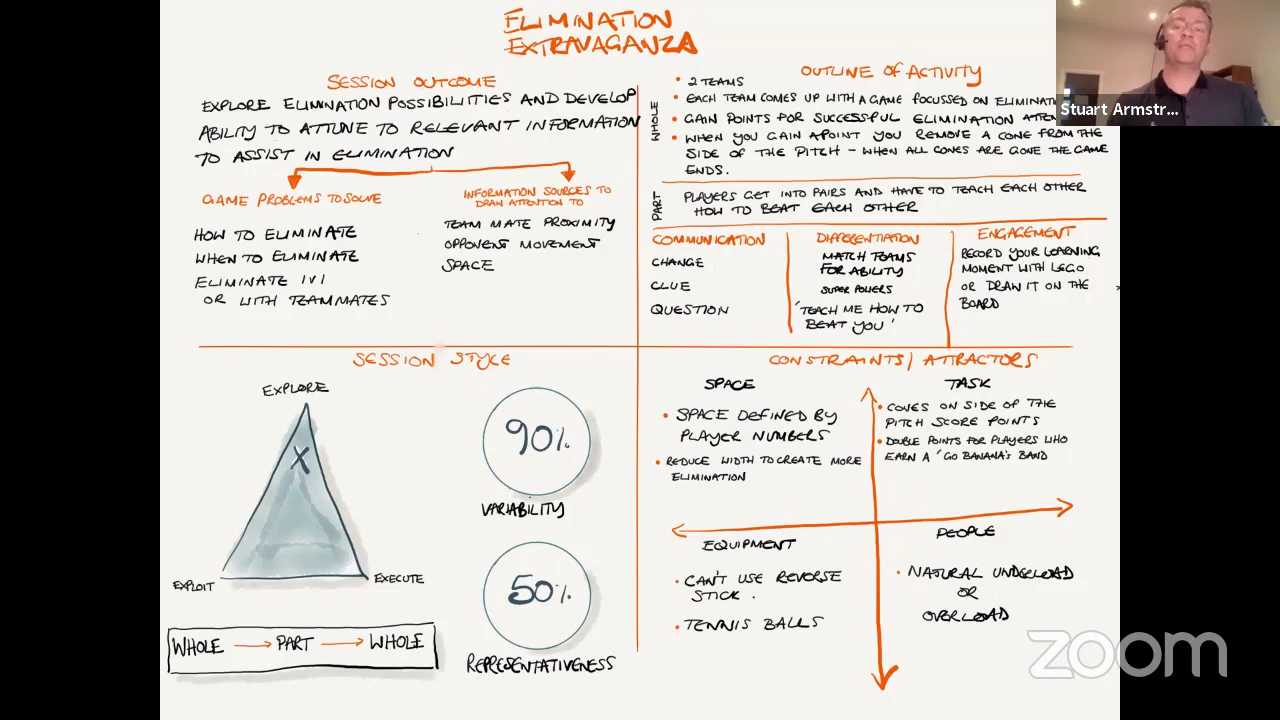 ELIMINATION
EXTRAVAGANZA
SESSION OUTCOME
EXPLORE ELIMINATION POSSIBILITIES AND DEVELOP
ABILITY TO ATTUNE TO RELEVANT INFORMATION
TO ASSIST IN ELIMINATION
GAME PROBLEMS TO SOLVE
HOW TO ELIMINATE
WHEN TO ELIMINATE
ELIMINATE 1V1
OR WITH TEAMMATES
INFORMATION SOURCES TO
DRAW ATTENTION TO
TEAM MATE PROXIMITY
OPPONENT MOVEMENT
SPACE
OUTLINE OF ACTIVITY
WHOLE
• 2 TEAMS
• EACH TEAM COMES UP WITH A GAME FOCUSSED ON
• GAIN POINTS FOR SUCCESSFUL ELIMINATION
• WHEN YOU GAIN A POINT YOU REMOVE A CONE FROM THE
SIDE OF THE PITCH - WHEN ALL CONES ARE GONE THE GAME
ENDS.
PART
PLAYERS GET INTO PAIRS AND HAVE TO TEACH EACH OTHER
HOW TO BEAT EACH OTHER
COMMUNICATION
CHANGE
CLUE
QUESTION
DIFFERENTIATION
MATCH TEAMS
FOR ABILITY
SUPER POWERS
'TEACH ME HOW TO
BEAT YOU'
ENGAGEMENT
RECORD YOUR LEARNING
MOMENT WITH LEGO
OR DRAW IT ON THE
BOARD
Stuart Armstr...
SESSION STYLE
EXPLORE
X
EXPLOIT
EXECUTE
WHOLE → PART → WHOLE
90%
VARIABILITY
50%
REPRESENTATIVENESS
CONSTRAINTS/ATTRACTORS
SPACE
• SPACE DEFINED BY
PLAYER NUMBERS
• REDUCE WIDTH TO CREATE MORE
ELIMINATION
TASK
• CONES ON SIDE OF THE
PITCH SCORE POINTS
• DOUBLE POINTS FOR PLAYERS WHO
EARN A 'GO BANANA'S BAND
EQUIPMENT
• CAN'T USE REVERSE
STICK.
• TENNIS BALLS
PEOPLE
• NATURAL UNDERLOAD
OR
OVERLOAD
zoom